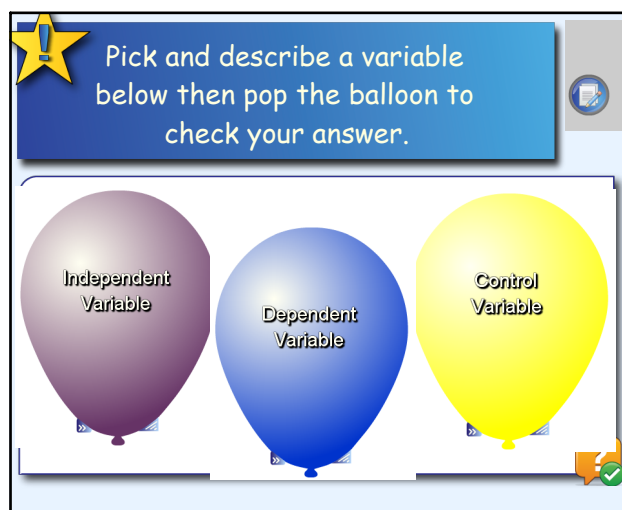 Pick and describe a variable
below then pop the balloon to
check your answer.
Independent
Variable
Dependent
Variable
Control
Variable